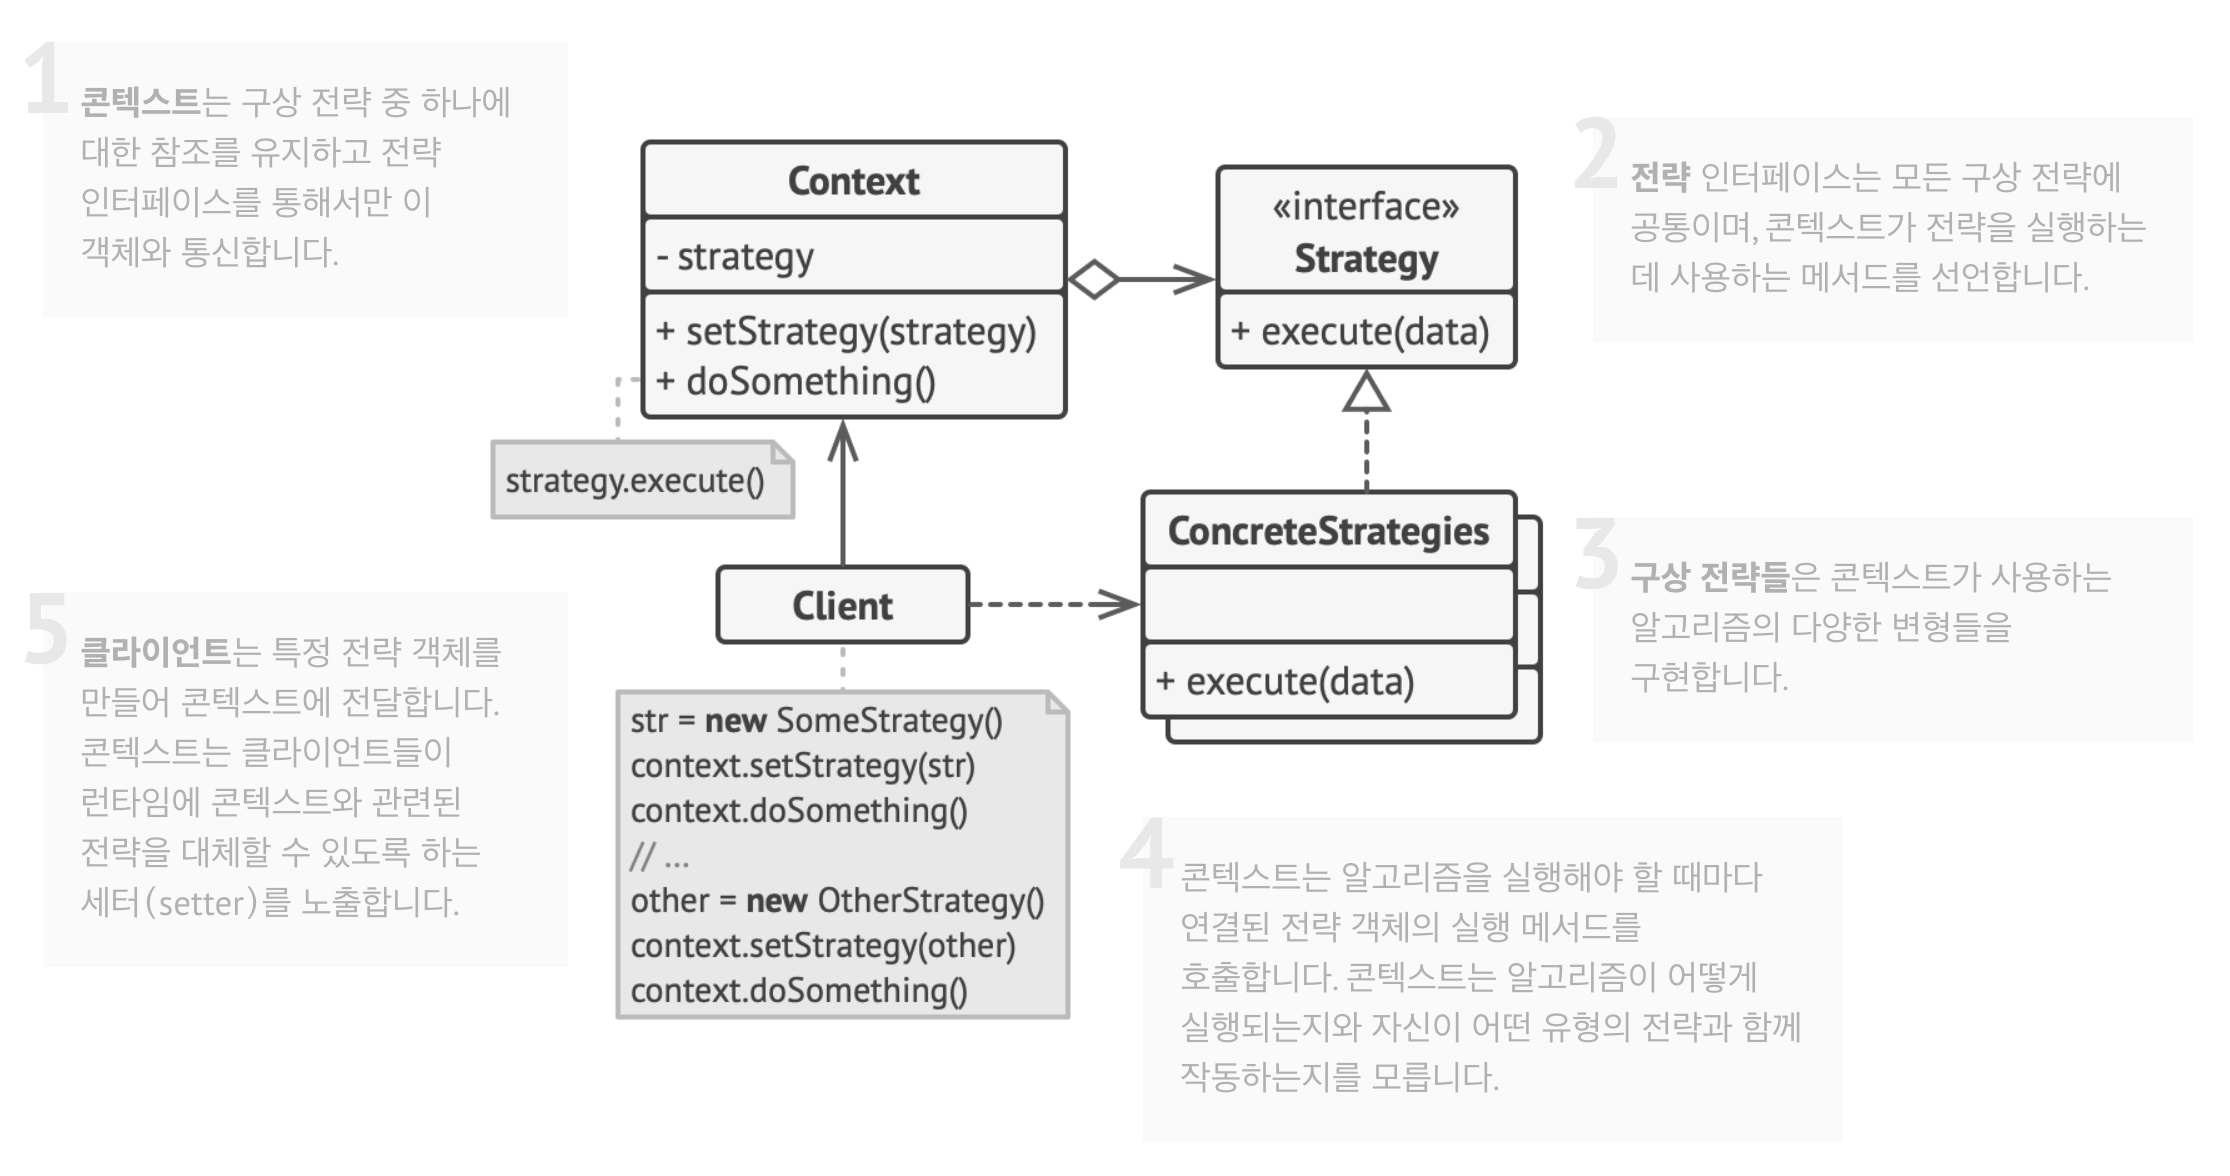 1
콘텍스트는 구상 전략 중 하나에
대한 참조를 유지하고 전략
인터페이스를 통해서만 이
객체와 통신합니다.
Context
- strategy
+ setStrategy(strategy)
+ doSomething()
strategy.execute()
«interface»
Strategy
+ execute(data)
2
전략 인터페이스는 모든 구상 전략에
공통이며, 콘텍스트가 전략을 실행하는
데 사용하는 메서드를 선언합니다.
ConcreteStrategies
+ execute(data)
3
구상 전략들은 콘텍스트가 사용하는
알고리즘의 다양한 변형들을
구현합니다.
Client
str = new SomeStrategy()
context.setStrategy(str)
context.doSomething()
// ...
other = new OtherStrategy()
context.setStrategy(other)
context.doSomething()
4
콘텍스트는 알고리즘을 실행해야 할 때마다
연결된 전략 객체의 실행 메서드를
호출합니다. 콘텍스트는 알고리즘이 어떻게
실행되는지와 자신이 어떤 유형의 전략과 함께
작동하는지를 모릅니다.
5
클라이언트는 특정 전략 객체를
만들어 콘텍스트에 전달합니다.
콘텍스트는 클라이언트들이
런타임에 콘텍스트와 관련된
전략을 대체할 수 있도록 하는
세터(setter)를 노출합니다.